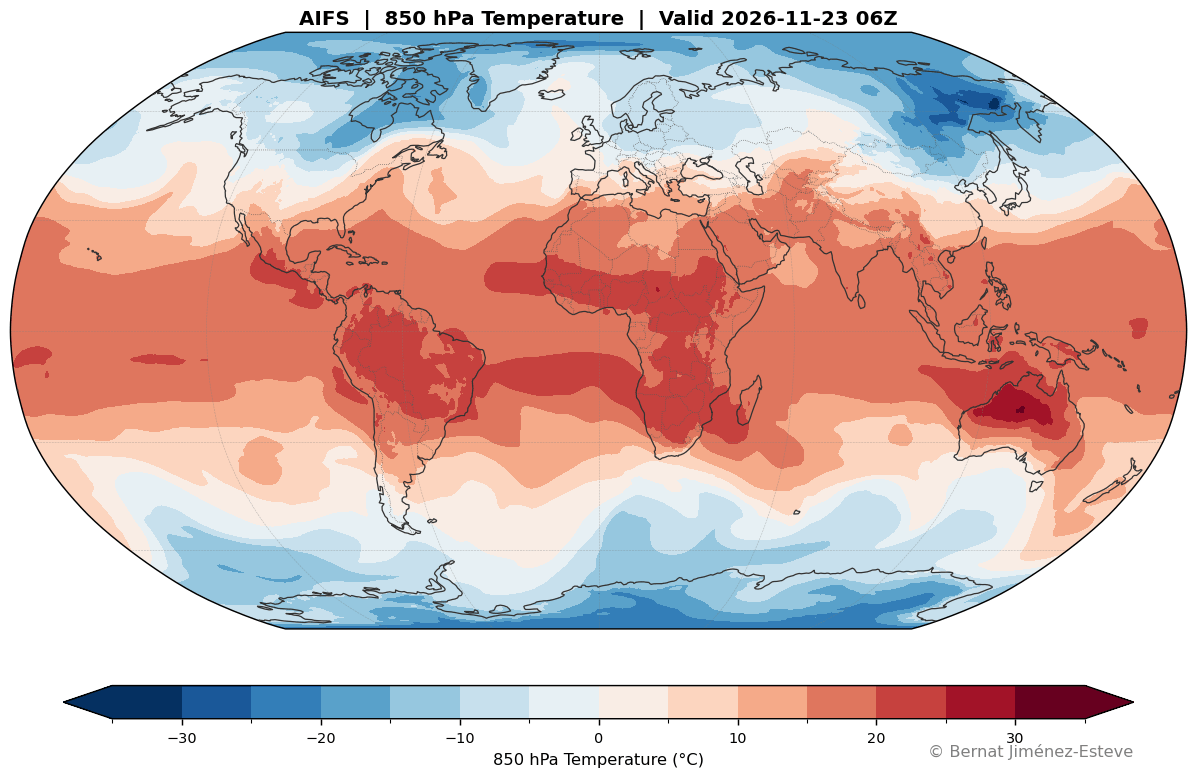 AIFS | 850 hPa Temperature | Valid 2026-11-23 06Z
−30 −20 −10 0 10 20 30
850 hPa Temperature (°C)
© Bernat Jiménez-Esteve